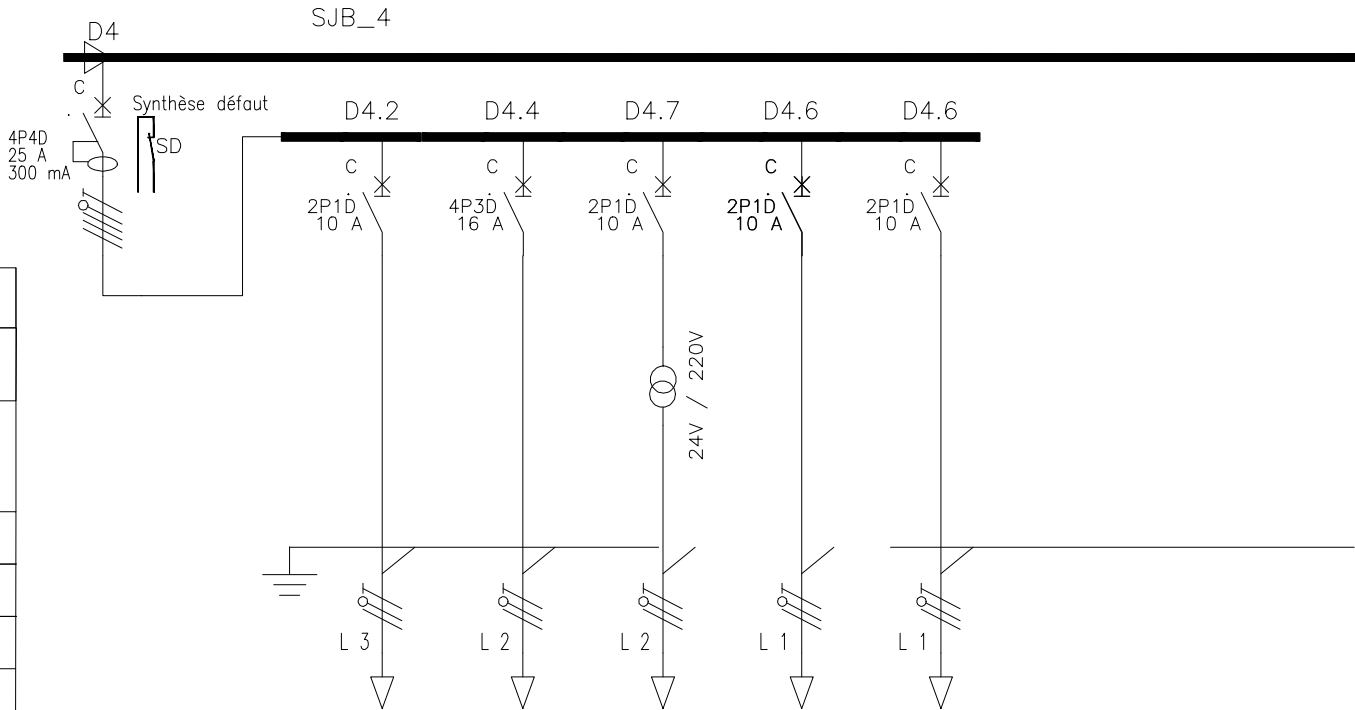 SJB_4
D4
C
Synthèse défaut
SD
4P4D
25 A
300 mA
D4.2
D4.4
D4.7
D4.6
D4.6
C
C
C
C
C
2P1D
10 A
4P3D
16 A
2P1D
10 A
2P1D
10 A
2P1D
10 A
24V / 220V
L 3
L 2
L 2
L 1
L 1